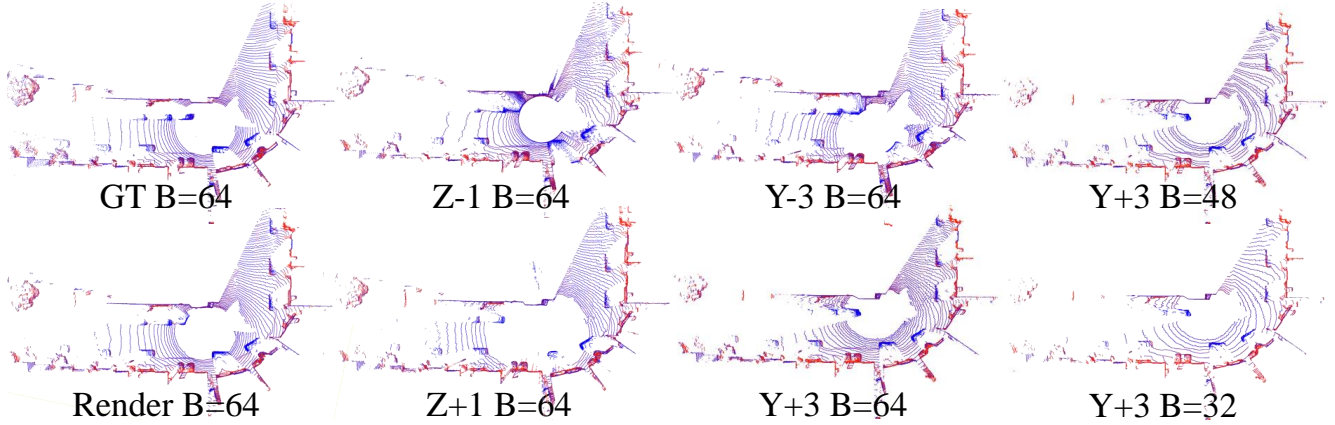 GT B=64
Z-1 B=64
Y-3 B=64
Y+3 B=48
Render B=64
Z+1 B=64
Y+3 B=64
Y+3 B=32